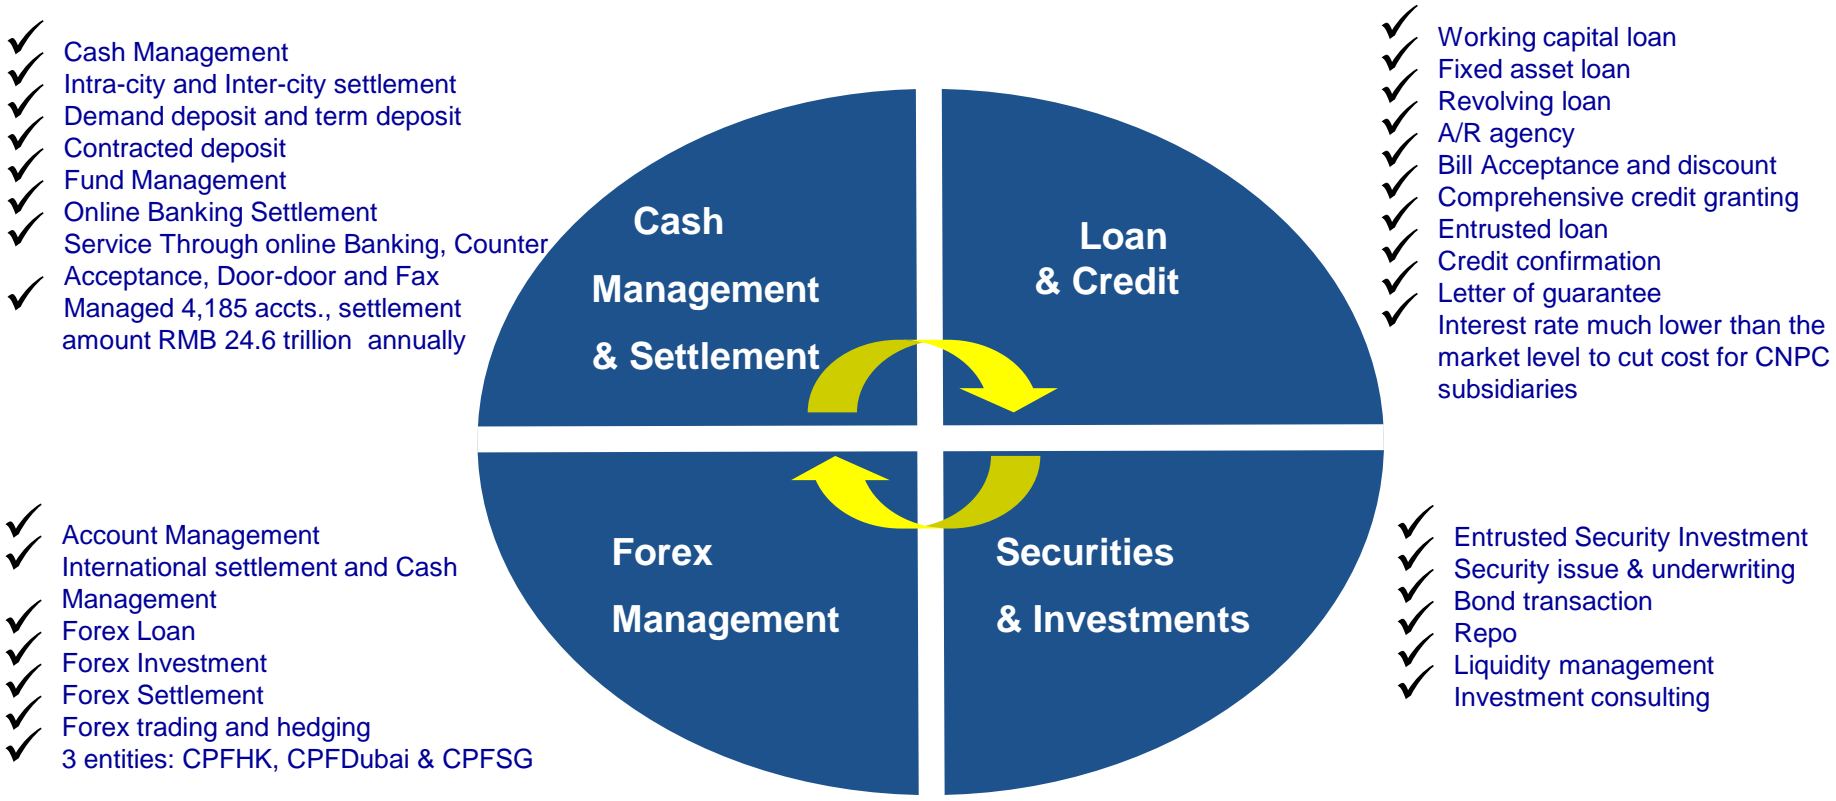 Cash Management
Intra-city and Inter-city settlement
Demand deposit and term deposit
Contracted deposit
Fund Management
Online Banking Settlement
Service Through online Banking, Counter
Acceptance, Door-door and Fax
Managed 4,185 accts., settlement
amount RMB 24.6 trillion annually
Working capital loan
Fixed asset loan
Revolving loan
A/R agency
Bill Acceptance and discount
Comprehensive credit granting
Entrusted loan
Credit confirmation
Letter of guarantee
Interest rate much lower than the
market level to cut cost for CNPC
subsidiaries
Cash
Management
& Settlement
Loan
& Credit
Forex
Management
Securities
& Investments
Account Management
International settlement and Cash
Management
Forex Loan
Forex Investment
Forex Settlement
Forex trading and hedging
3 entities: CPFHK, CPFDubai & CPFSG
Entrusted Security Investment
Security issue & underwriting
Bond transaction
Repo
Liquidity management
Investment consulting